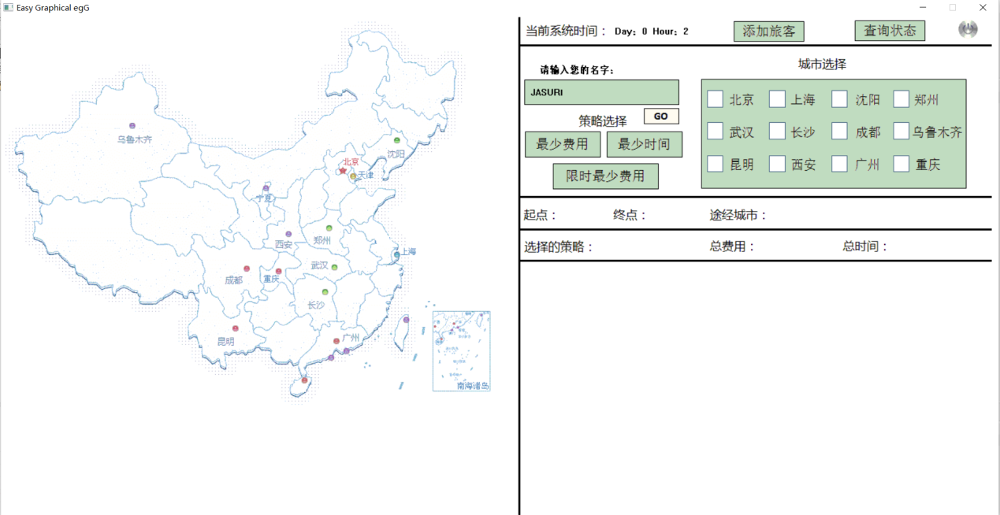 Easy Graphical egG
当前系统时间： Day: 0 Hour: 2
添加旅客
查询状态
请输入您的名字:
JASURI
策略选择
GO
最少费用
最少时间
限时最少费用
城市选择
北京 上海 沈阳 郑州
武汉 长沙 成都 乌鲁木齐
昆明 西安 广州 重庆
起点： 终点： 途经城市：
选择的策略： 总费用： 总时间：
乌鲁木齐
沈阳
北京
天津
宁夏
西安
郑州
上海
武汉
成都
重庆
长沙
昆明
广州
南海诸岛